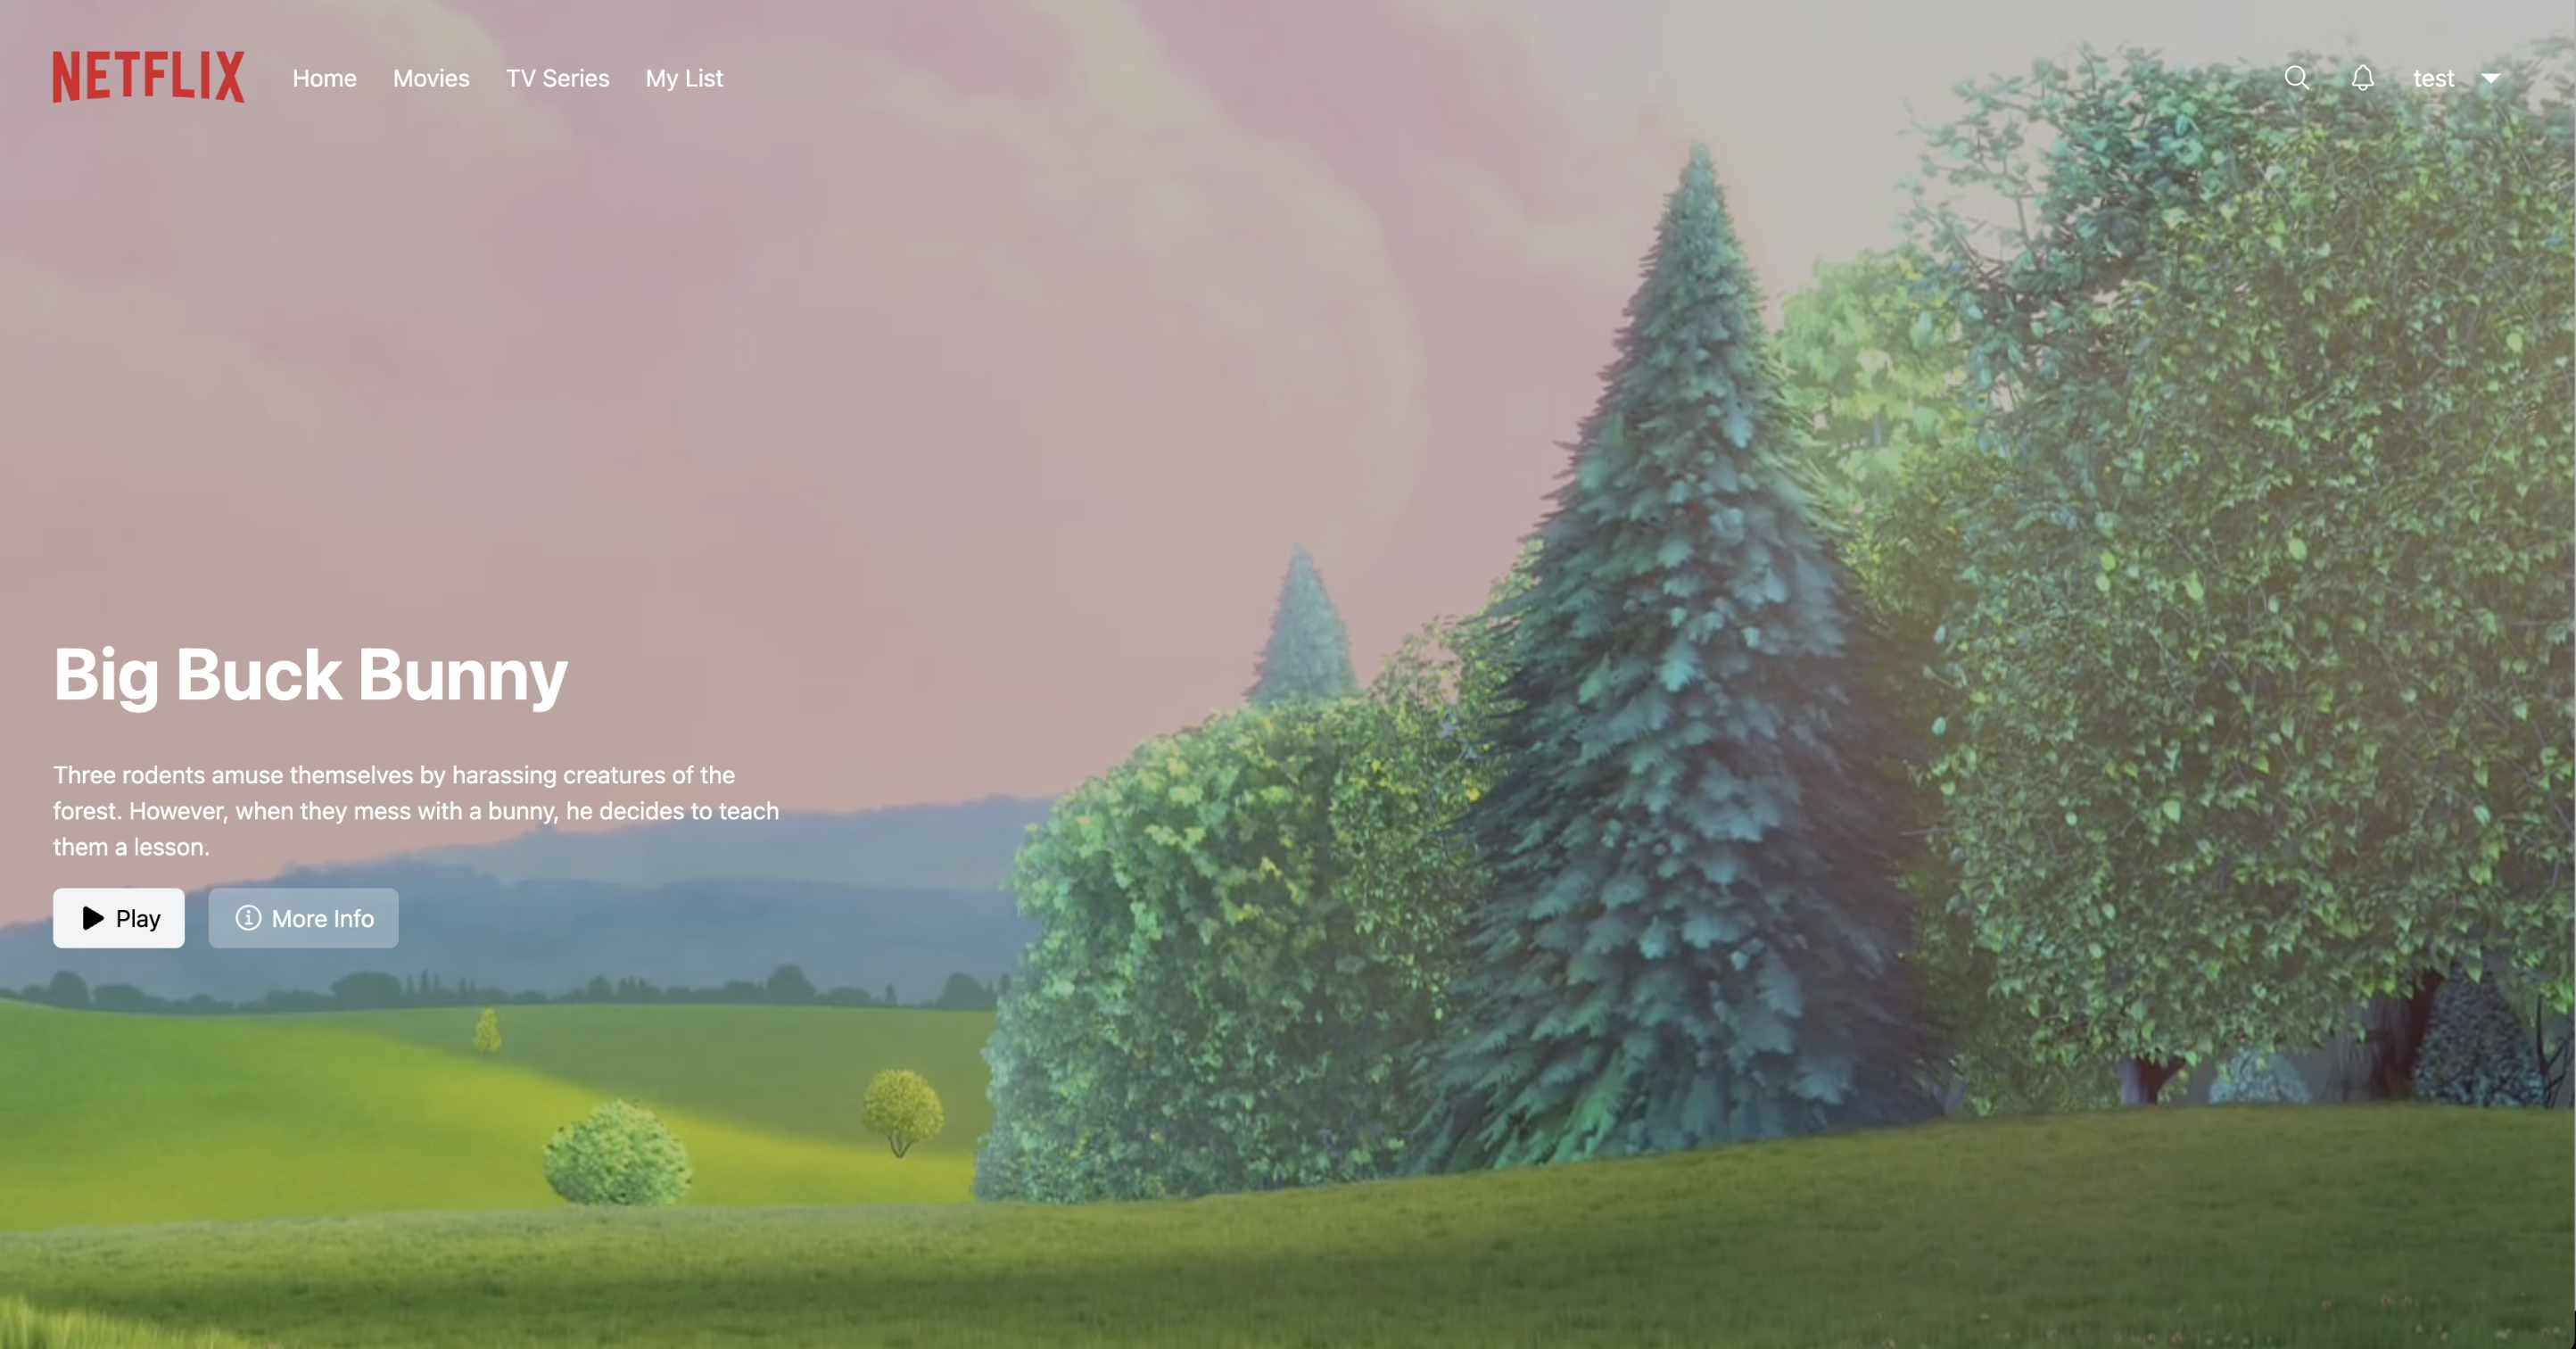 NETFLIX Home Movies TV Series My List test
Big Buck Bunny
Three rodents amuse themselves by harassing creatures of the
forest. However, when they mess with a bunny, he decides to teach
them a lesson.
Play More Info